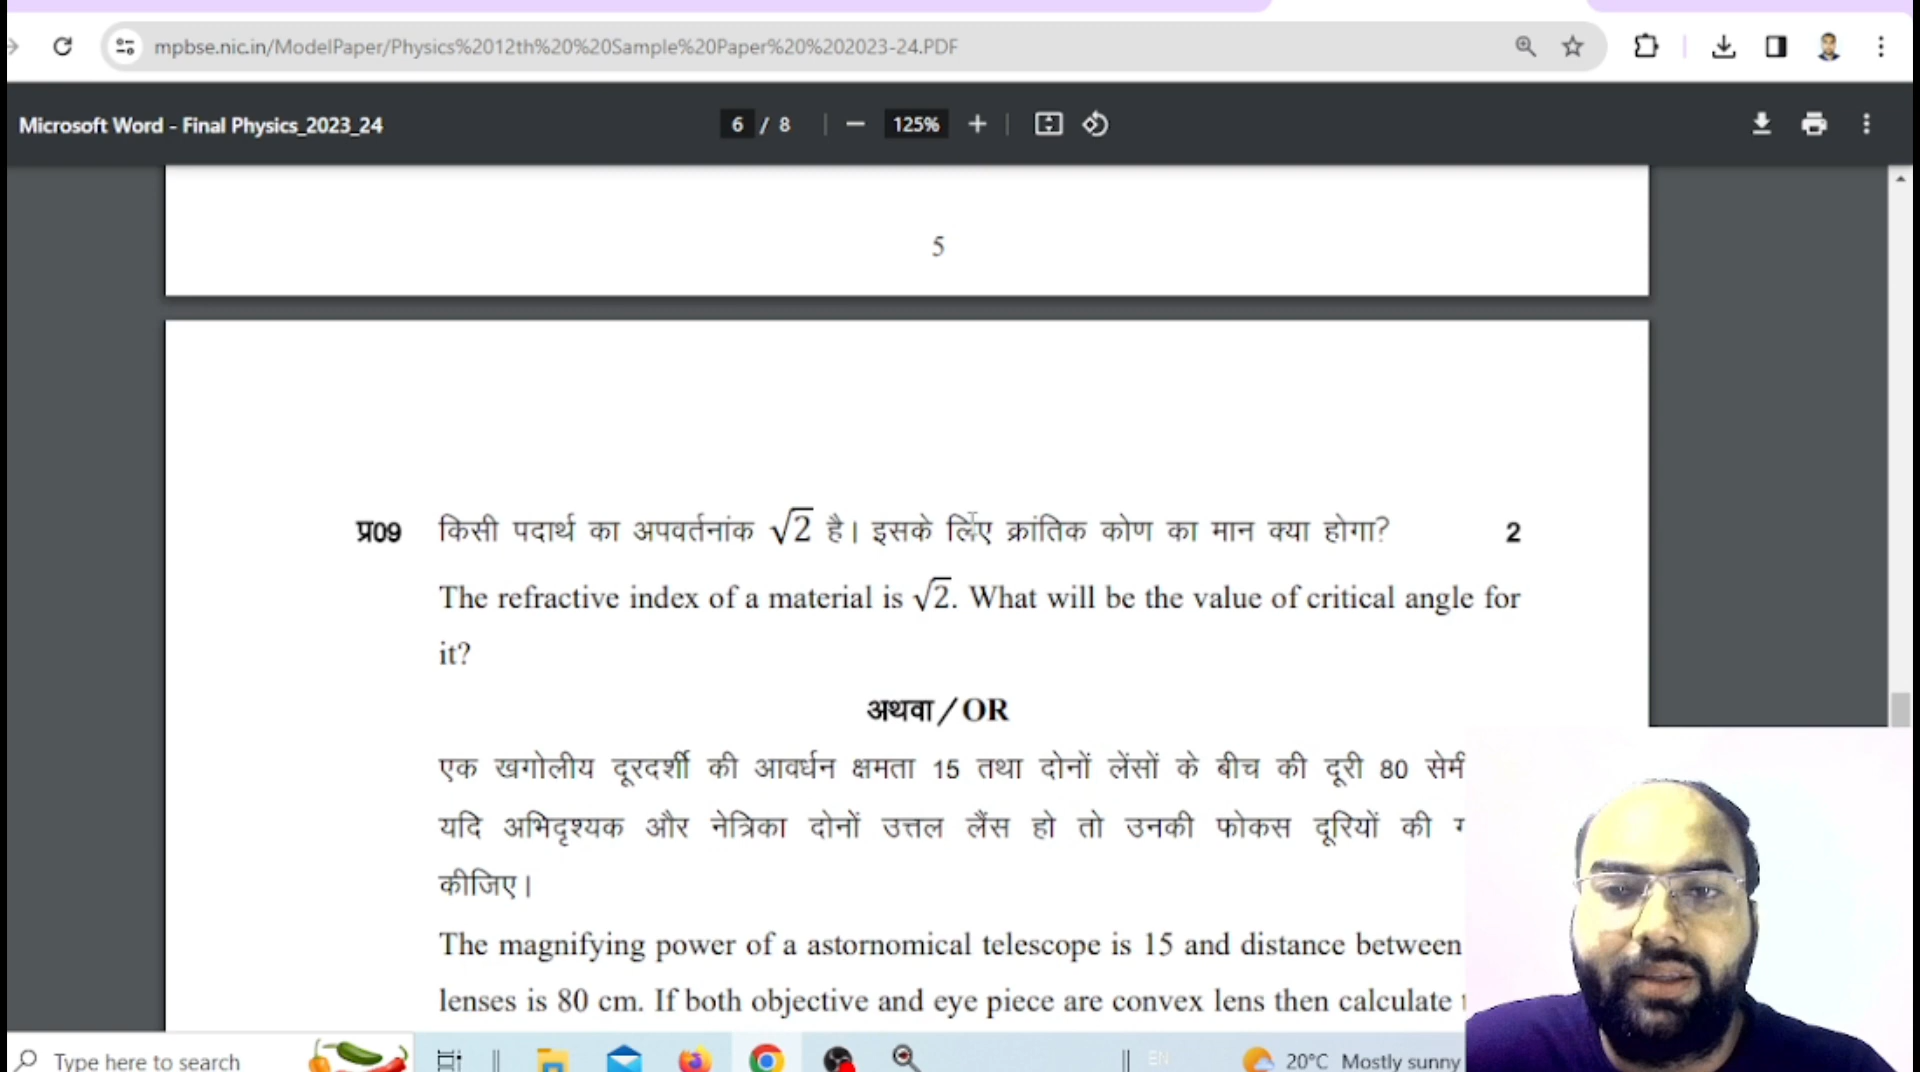 mpbse.nic.in/ModelPaper/Physics%2012th%20%20Sample%20Paper%20%202023-24.PDF
Microsoft Word - Final Physics_2023_24
6 / 8
125%
5
प्र09 किसी पदार्थ का अपवर्तनांक √2 है। इसके लिए क्रांतिक कोण का मान क्या होगा? 2
The refractive index of a material is √2. What will be the value of critical angle for
it?
अथवा/OR
एक खगोलीय दूरदर्शी की आवर्धन क्षमता 15 तथा दोनों लेंसों के बीच की दूरी 80 सेमी
यदि अभिदृश्यक और नेत्रिका दोनों उत्तल लैंस हो तो उनकी फोकस दूरियों की
कीजिए।
The magnifying power of a astornomical telescope is 15 and distance between
lenses is 80 cm. If both objective and eye piece are convex lens then calculate
Type here to search
EN
20°C Mostly sunny